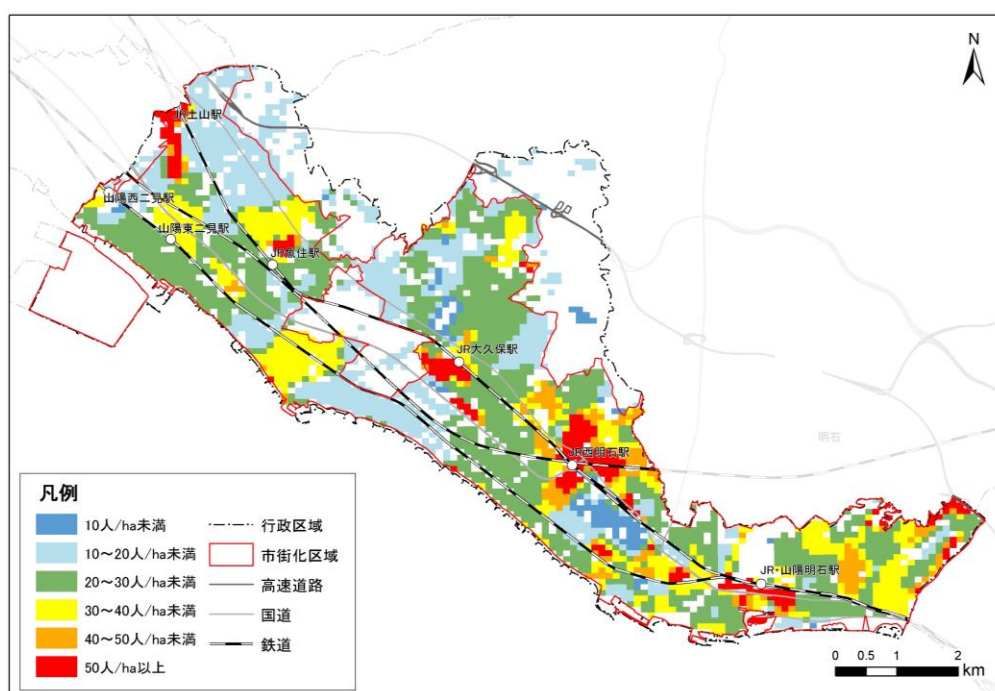 N
JR土山駅
山陽西二見駅
山陽東二見駅
JR魚住駅
JR大久保駅
明石
JR西明石駅
JR・山陽明石駅
凡例
10人/ha未満
10～20人/ha未満
20～30人/ha未満
30～40人/ha未満
40～50人/ha未満
50人/ha以上
行政区域
市街化区域
高速道路
国道
鉄道
0 0.5 1 2
km